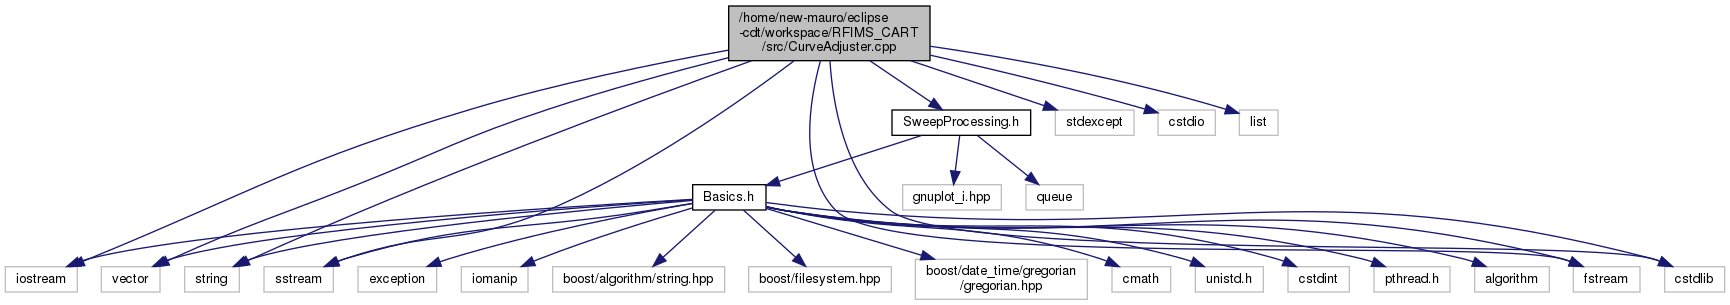 /home/new-mauro/eclipse
-cdt/workspace/RFIMS_CART
/src/CurveAdjuster.cpp
SweepProcessing.h
stdexcept
cstdio
list
Basics.h
gnuplot_i.hpp
queue
iostream
vector
string
sstream
exception
iomanip
boost/algorithm/string.hpp
boost/filesystem.hpp
boost/date_time/gregorian
/gregorian.hpp
cmath
unistd.h
cstdint
pthread.h
algorithm
fstream
cstdlib